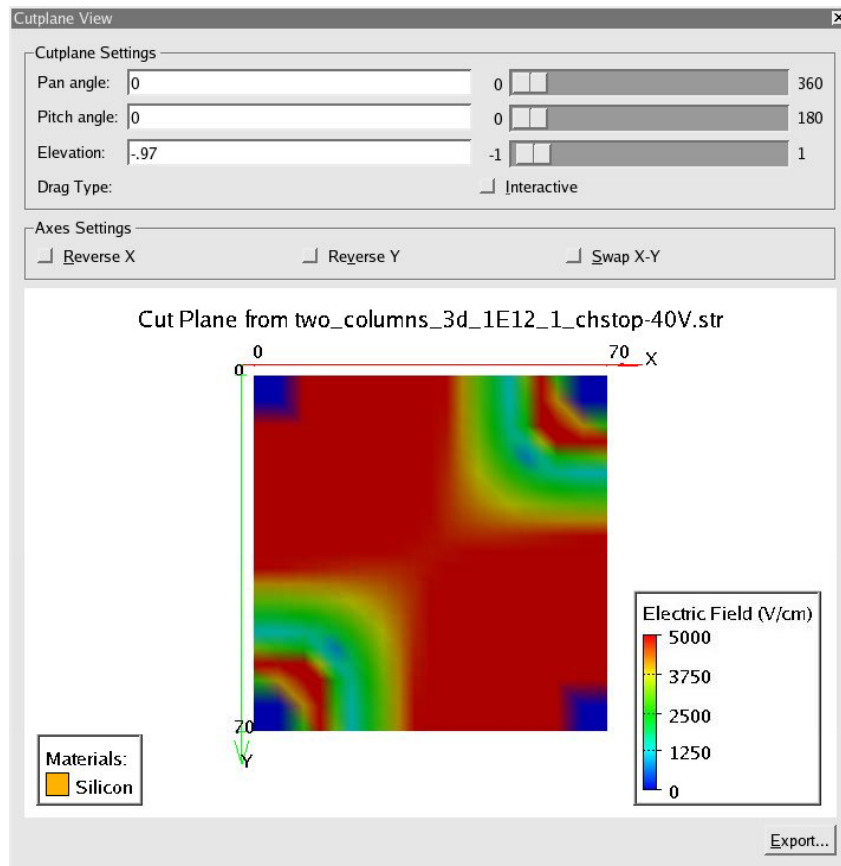 Cutplane View
Cutplane Settings
Pan angle: 0 0 360
Pitch angle: 0 0 180
Elevation: -.97 -1 1
Drag Type: Interactive
Axes Settings
Reverse X Reverse Y Swap X-Y
Cut Plane from two_columns_3d_1E12_1_chstop-40V.str
0 70 X
0
70
Y
Electric Field (V/cm)
5000
3750
2500
1250
0
Materials:
Silicon
Export...